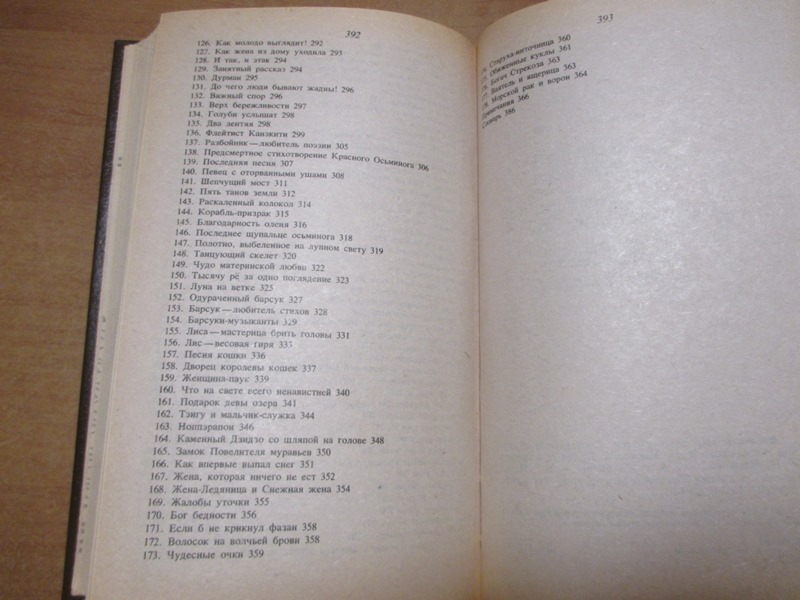 392
126. Как молодо выглядит! 292
127. Как жена из дому уходила 293
128. И так, и этак 294
129. Занятный рассказ 294
130. Дурман 295
131. До чего люди бывают жадны! 296
132. Важный спор 296
133. Верх бережливости 297
134. Голуби услышат 298
135. Два лентяя 298
136. Флейтист Канэкити 299
137. Разбойник — любитель поэзии 305
138. Предсмертное стихотворение Красного Осьминога 306
139. Последняя песня 307
140. Певец с оторванными ушами 308
141. Шепчущий мост 311
142. Пять танов земли 312
143. Раскаленный колокол 314
144. Корабль-призрак 315
145. Благодарность оленя 316
146. Последнее щупальце осьминога 318
147. Полотно, выбеленное на лунном свету 319
148. Танцующий скелет 320
149. Чудо материнской любви 322
150. Тысячу рё за одно поглядение 323
151. Луна на ветке 325
152. Одураченный барсук 327
153. Барсук — любитель стихов 328
154. Барсуки-музыканты 329
155. Лиса — мастерица брить головы 331
156. Лис — весовая гиря 335
157. Песня кошки 336
158. Дворец королевы кошек 337
159. Женщина-паук 339
160. Что на свете всего ненавистней 340
161. Подарок девы озера 341
162. Тэнгу и мальчик-служка 344
163. Ноппэрапон 346
164. Каменный Дзидзо со шляпой на голове 348
165. Замок Повелителя муравьев 350
166. Как впервые выпал снег 351
167. Жена, которая ничего не ест 352
168. Жена-Ледяница и Снежная жена 354
169. Жалобы уточки 355
170. Бог бедности 356
171. Если б не крикнул фазан 358
172. Волосок на волчьей брови 358
173. Чудесные очки 359
393
Старуха-ниточница 360
Обиженные куклы 361
Богач Стрекоза 363
Ваятель и ящерица 363
Морской рак и ворон 364
Примечания 366
Словарь 386